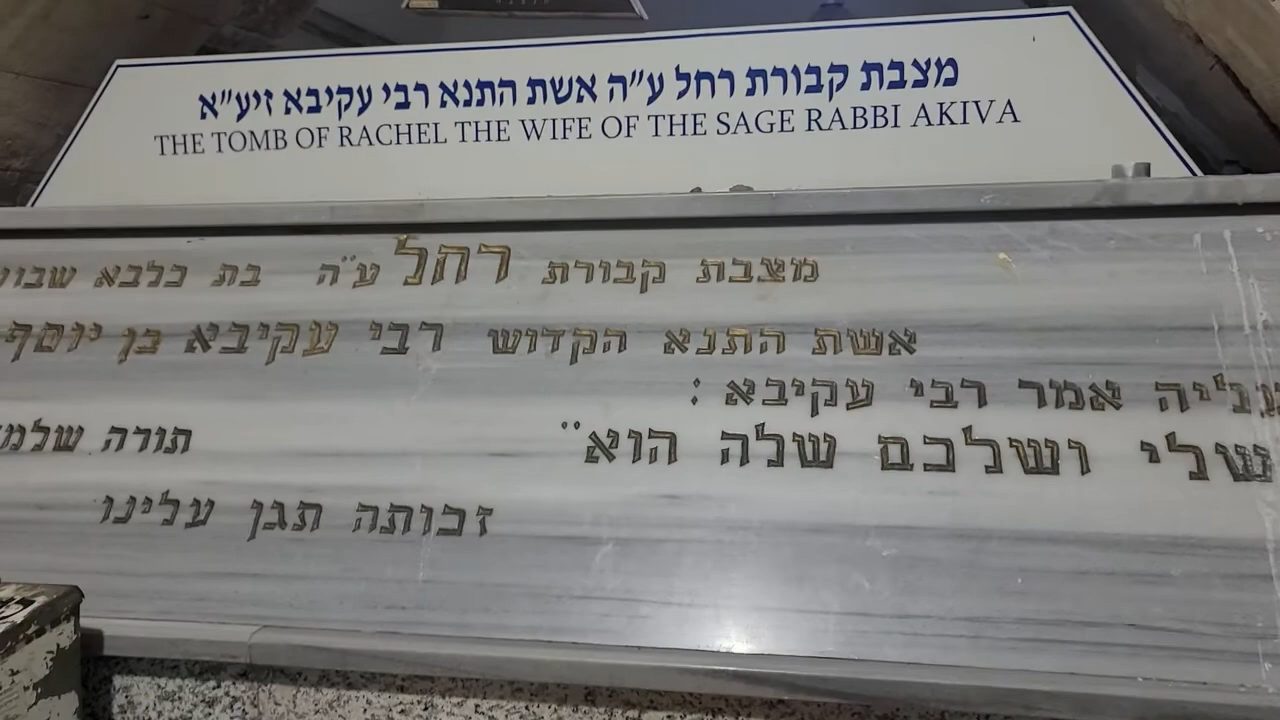 מצבת קבורת רחל ע"ה אשת התנא רבי עקיבא זיע"א
THE TOMB OF RACHEL THE WIFE OF THE SAGE RABBI AKIVA
מצבת קבורת רחל ע"ה בת כלבא
אשת התנא הקדוש רבי עקיבא בן יוסף
אמר רבי עקיבא:
שלי ושלכם שלה הוא" תורה
זכותה תגן עלינו